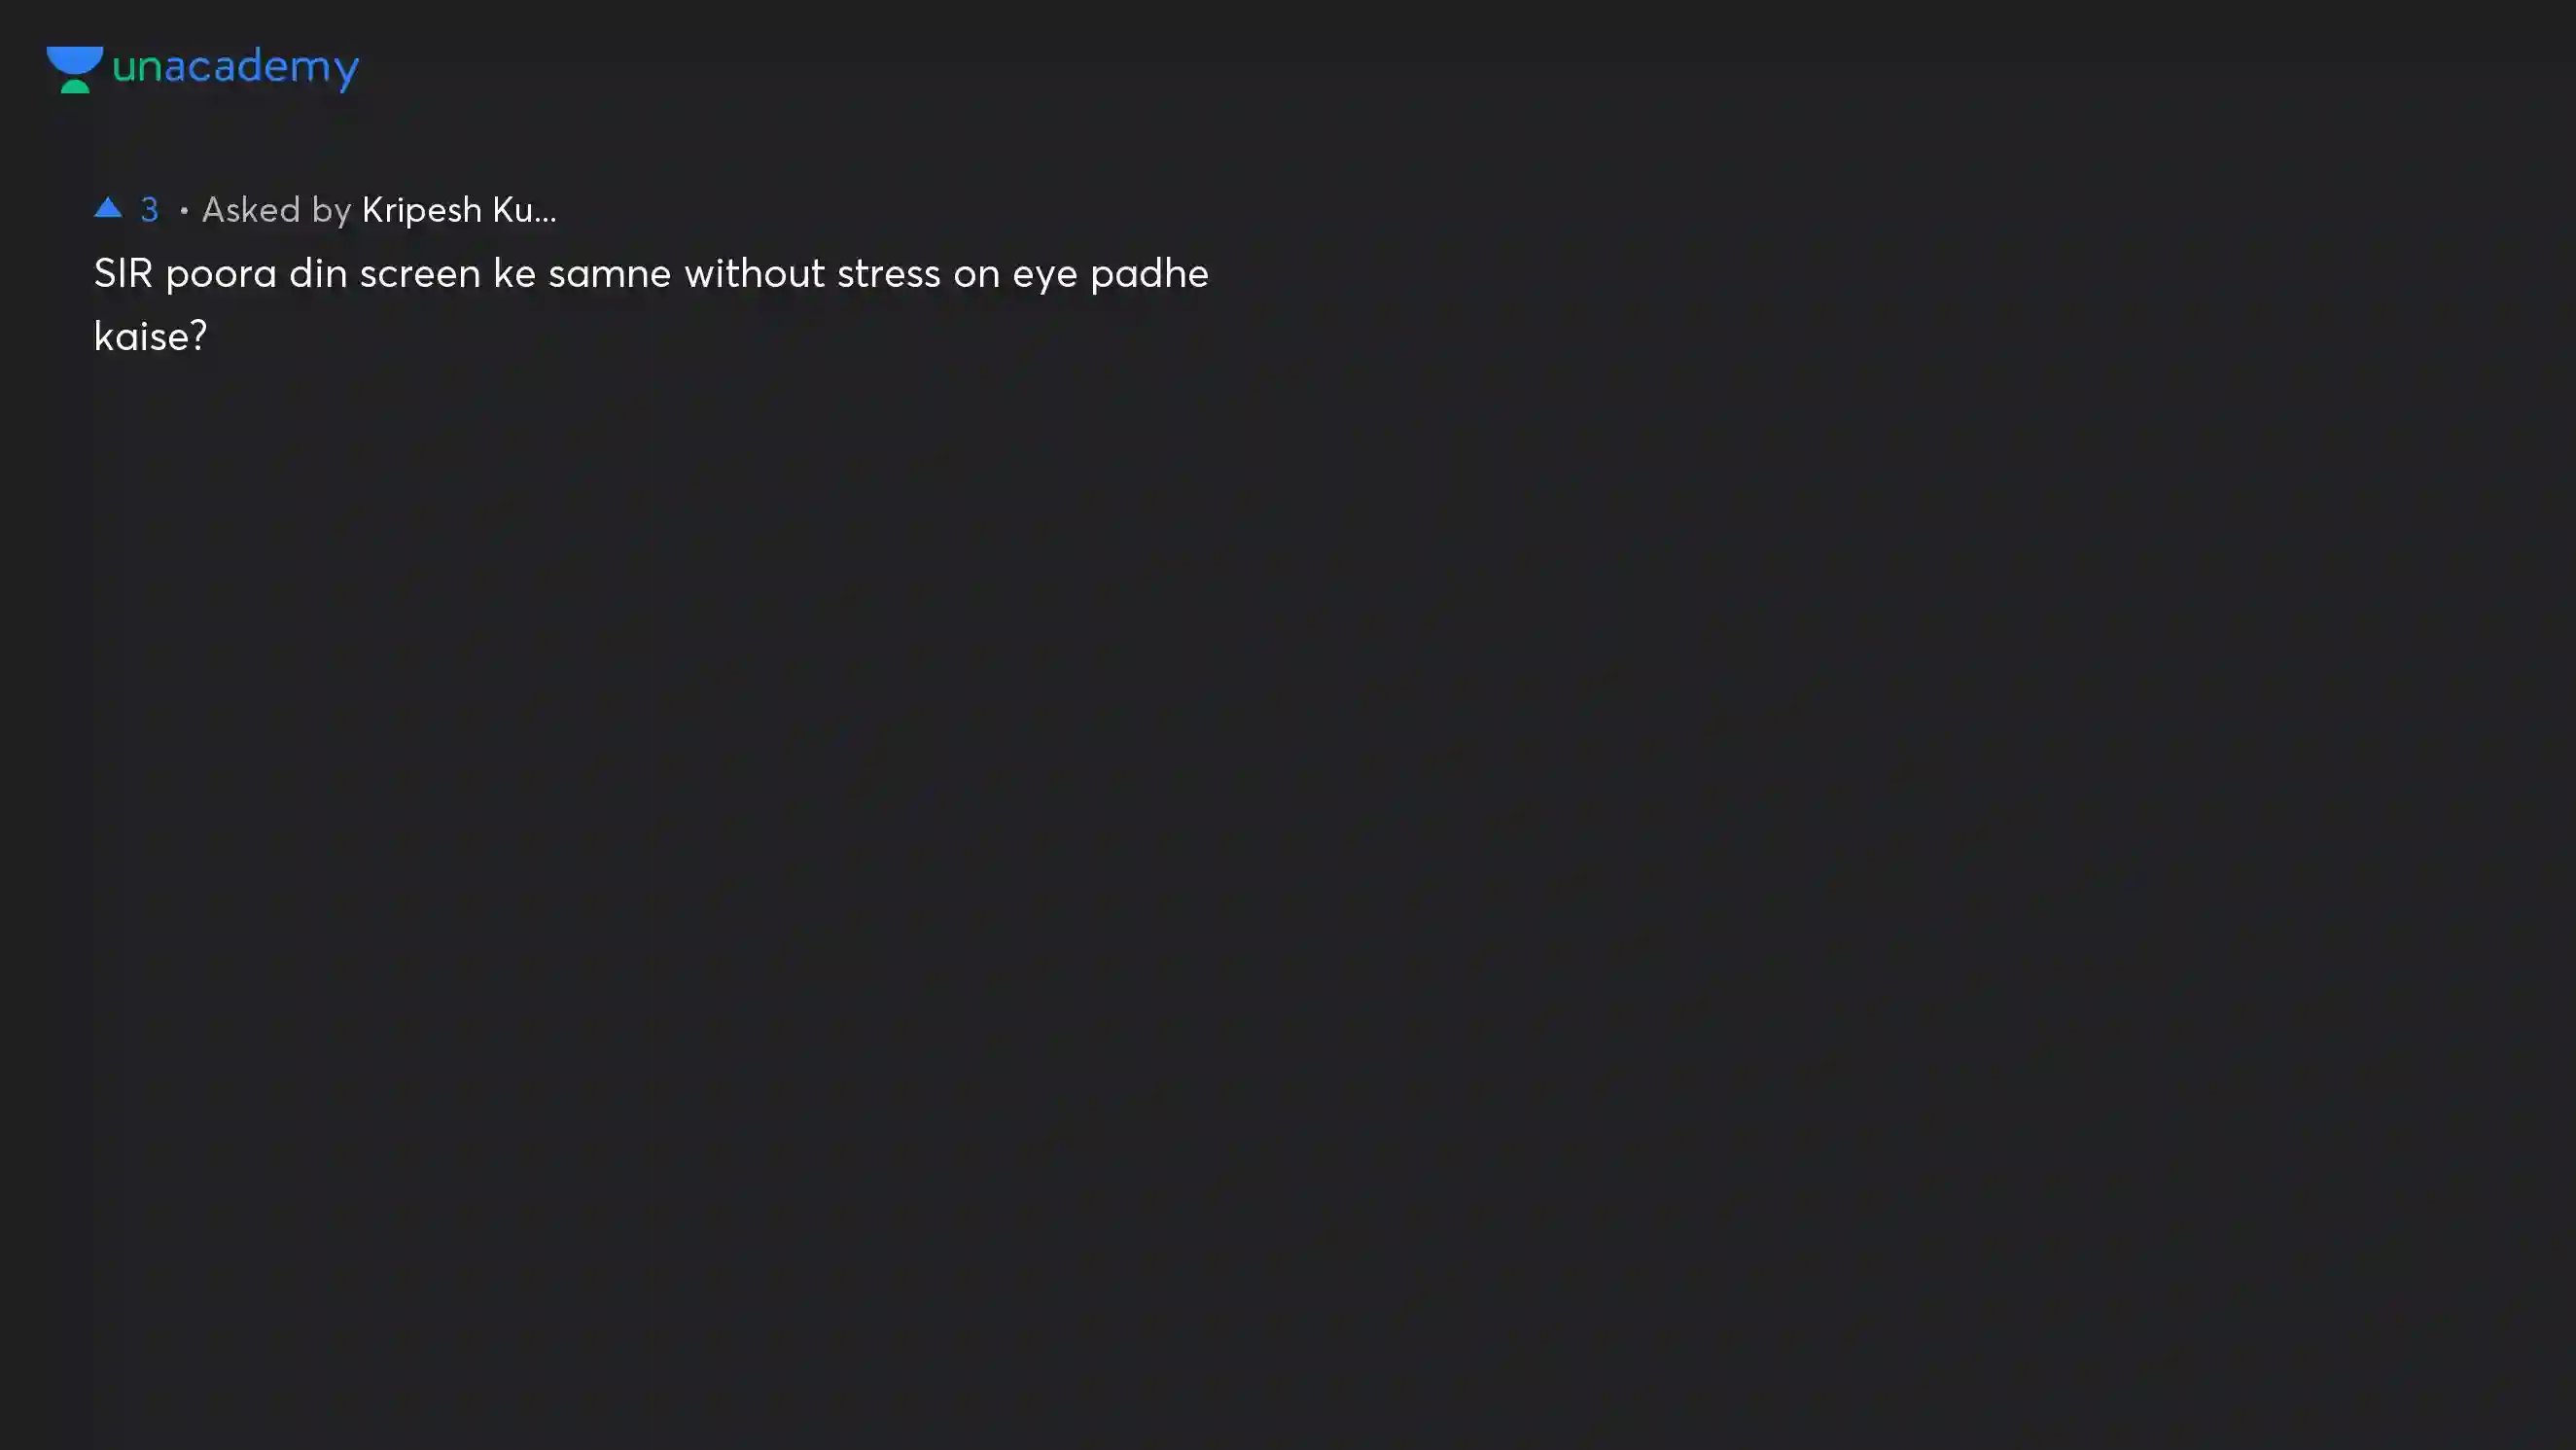 unacademy
3 • Asked by Kripesh Ku...
SIR poora din screen ke samne without stress on eye padhe
kaise?